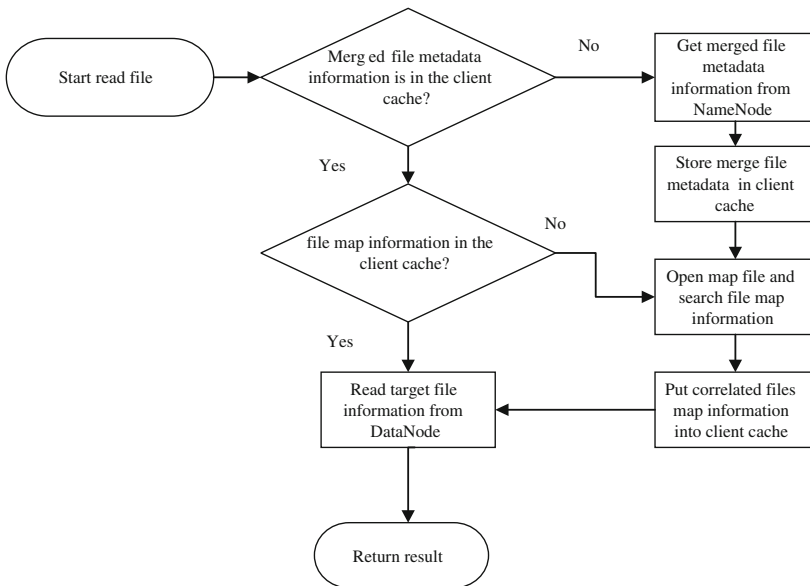 Start read file
Merg ed file metadata
information is in the client
cache?
No
Get merged file
metadata
information from
NameNode
Yes
Store merge file
metadata in client
cache
file map information in the
client cache?
No
Open map file and
search file map
information
Yes
Read target file
information from
DataNode
Put correlated files
map information
into client cache
Return result